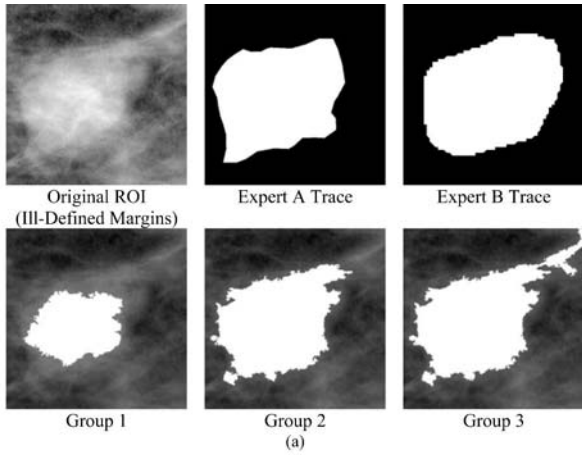 Original ROI
(Ill-Defined Margins)
Expert A Trace
Expert B Trace
Group 1
Group 2
Group 3
(a)